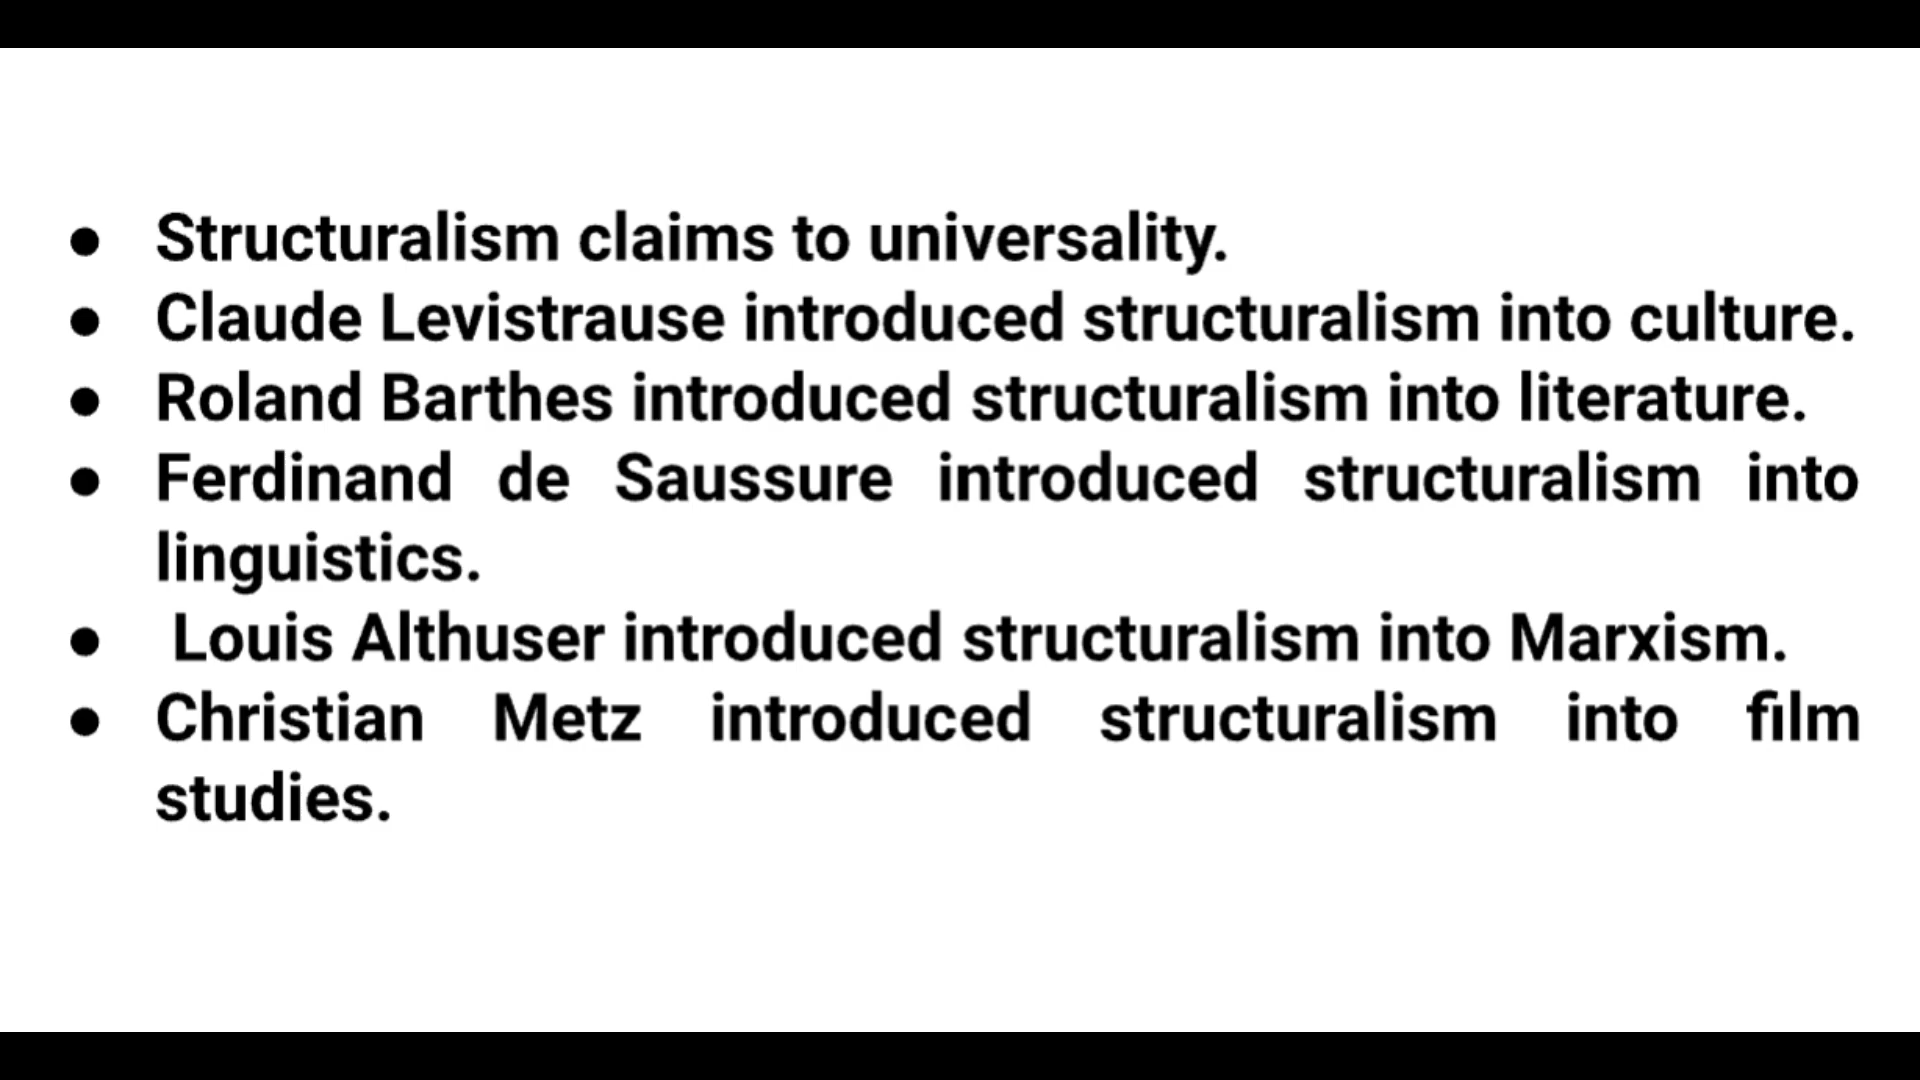 ● Structuralism claims to universality.
● Claude Levistrause introduced structuralism into culture.
● Roland Barthes introduced structuralism into literature.
● Ferdinand de Saussure introduced structuralism into
linguistics.
● Louis Althuser introduced structuralism into Marxism.
● Christian Metz introduced structuralism into film
studies.